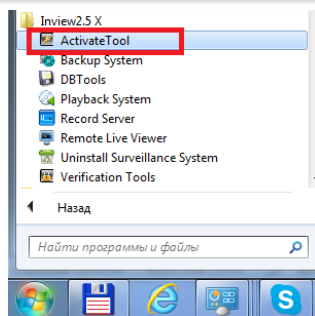 Inview2.5 X
ActivateTool
Backup System
DBTools
Playback System
Record Server
Remote Live Viewer
Uninstall Surveillance System
Verification Tools
Назад
Найти программы и файлы